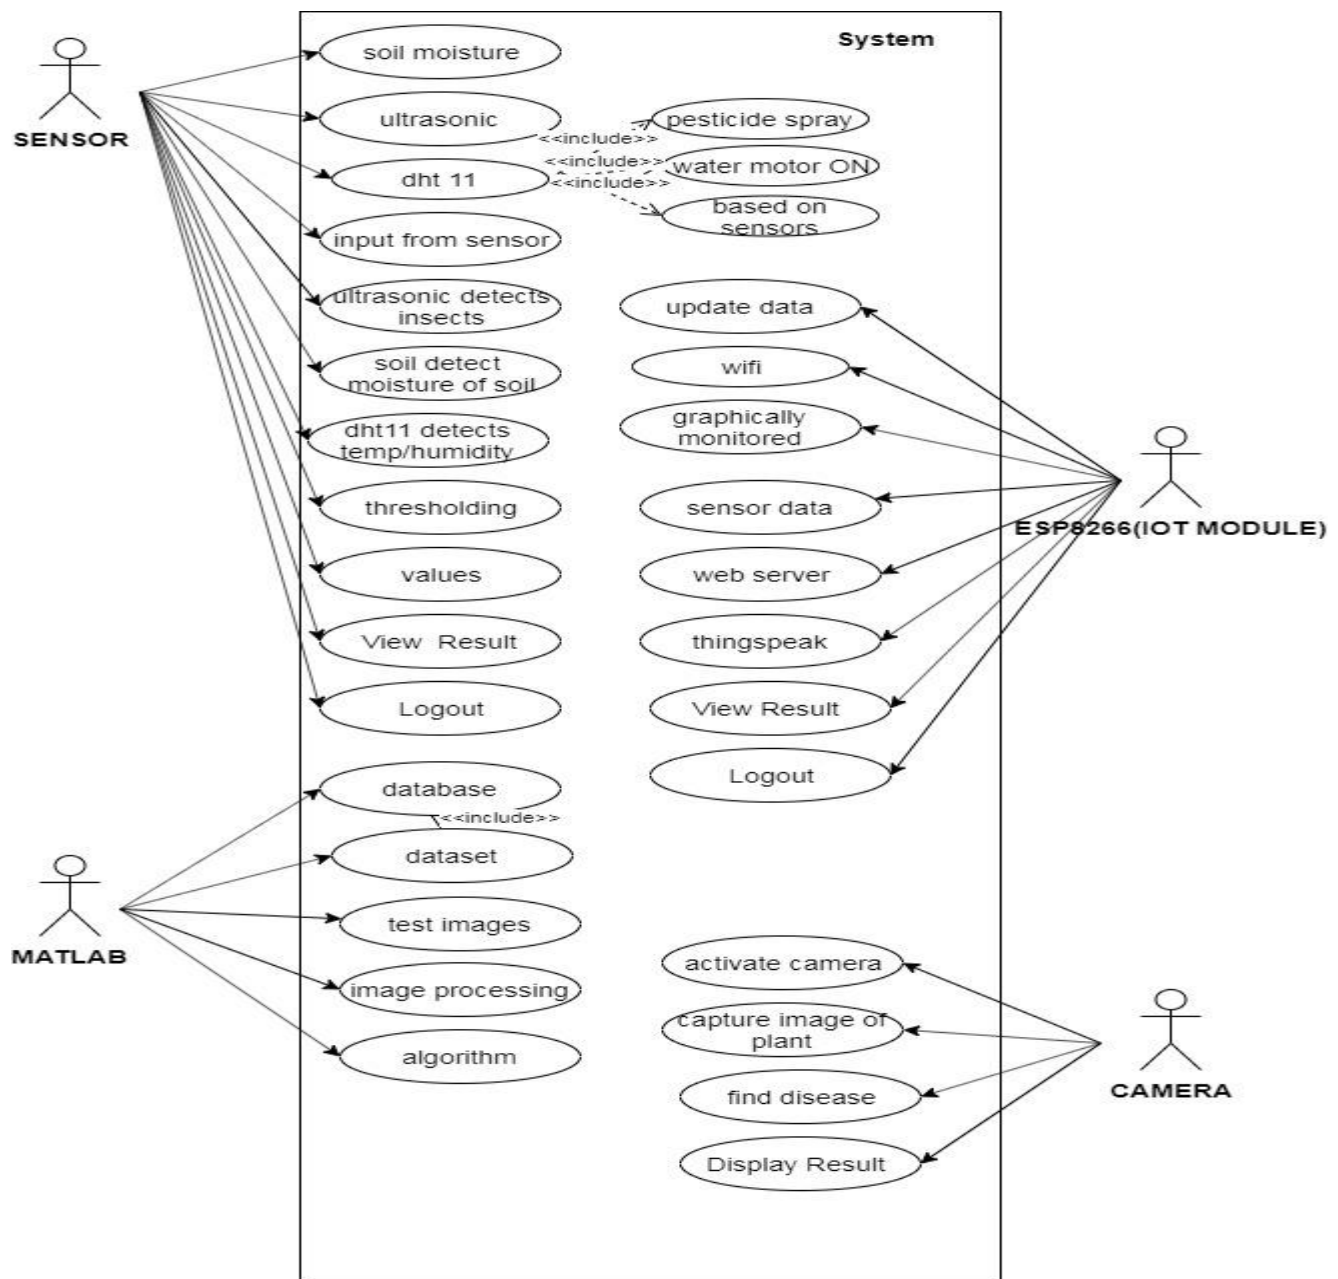 System
SENSOR
soil moisture
ultrasonic
dht 11
<<include>>
<<include>>
<<include>>
pesticide spray
water motor ON
based on
sensors
input from sensor
ultrasonic detects
insects
soil detect
moisture of soil
dht11 detects
temp/humidity
thresholding
values
View Result
Logout
update data
wifi
graphically
monitored
sensor data
web server
thingspeak
View Result
Logout
ESP8266(IOT MODULE)
MATLAB
database
<<include>>
dataset
test images
image processing
algorithm
activate camera
capture image of
plant
find disease
Display Result
CAMERA